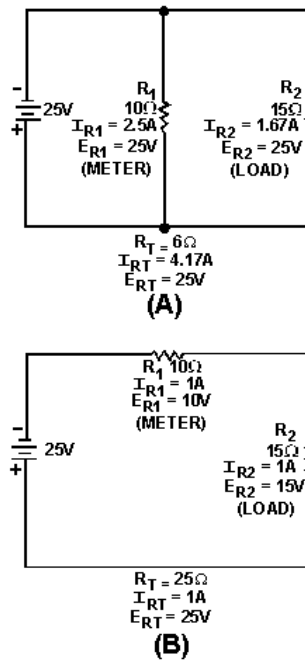 -
25V
+
R1
10Ω
IR1 = 2.5A
ER1 = 25V
(METER)
R2
15Ω
IR2 = 1.67A
ER2 = 25V
(LOAD)
RT = 6Ω
IRT = 4.17A
ERT = 25V
(A)
R1 10Ω
IR1 = 1A
ER1 = 10V
(METER)
-
25V
+
R2
15Ω
IR2 = 1A
ER2 = 15V
(LOAD)
RT = 25Ω
IRT = 1A
ERT = 25V
(B)